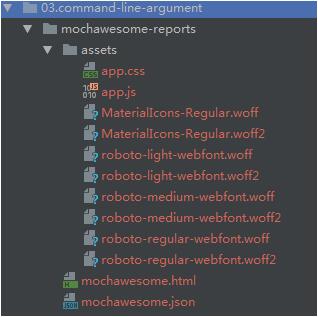 03.command-line-argument
mochawesome-reports
assets
app.css
app.js
MaterialIcons-Regular.woff
MaterialIcons-Regular.woff2
roboto-light-webfont.woff
roboto-light-webfont.woff2
roboto-medium-webfont.woff
roboto-medium-webfont.woff2
roboto-regular-webfont.woff
roboto-regular-webfont.woff2
mochawesome.html
mochawesome.json